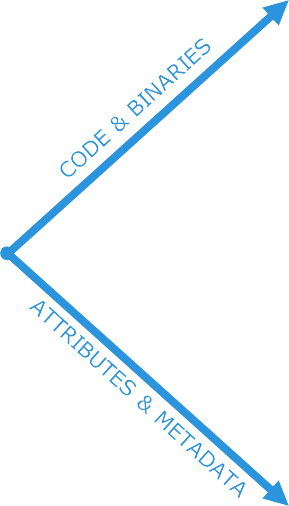 CODE & BINARIES
ATTRIBUTES & METADATA